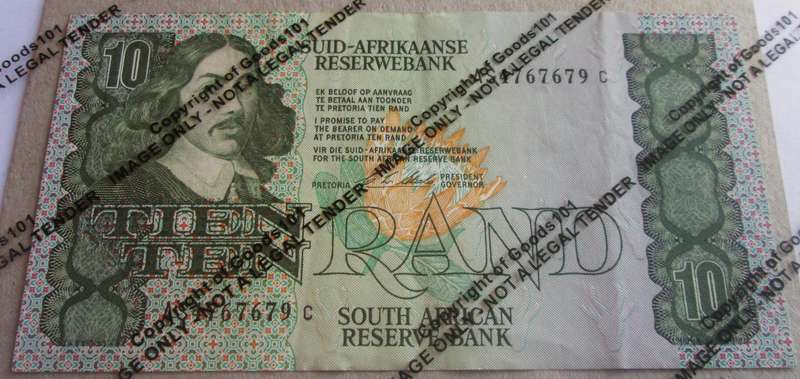 10
SUID-AFRIKAANSE
RESERWEBANK
4767679 C
EK BELOOF OP AANVRAAG
TE BETAAL AAN TOONDER
TE PRETORIA TIEN RAND
I PROMISE TO PAY
THE BEARER ON DEMAND
AT PRETORIA TEN RAND
VIR DIE SUID-AFRIKAANSE RESERWEBANK
FOR THE SOUTH AFRICAN RESERVE BANK
PRETORIA
PRESIDENT
GOVERNOR
TIEN
TEN
RAND
67679 C
SOUTH AFRICAN
RESERVE BANK
10
Copyright of Goods101
IMAGE ONLY - NOT A LEGAL TENDER
Copyright of Goods101
IMAGE ONLY - NOT A LEGAL TENDER
Copyright of Goods101
IMAGE ONLY - NOT A LEGAL TENDER
Copyright of Goods101
IMAGE ONLY - NOT A LEGAL TENDER